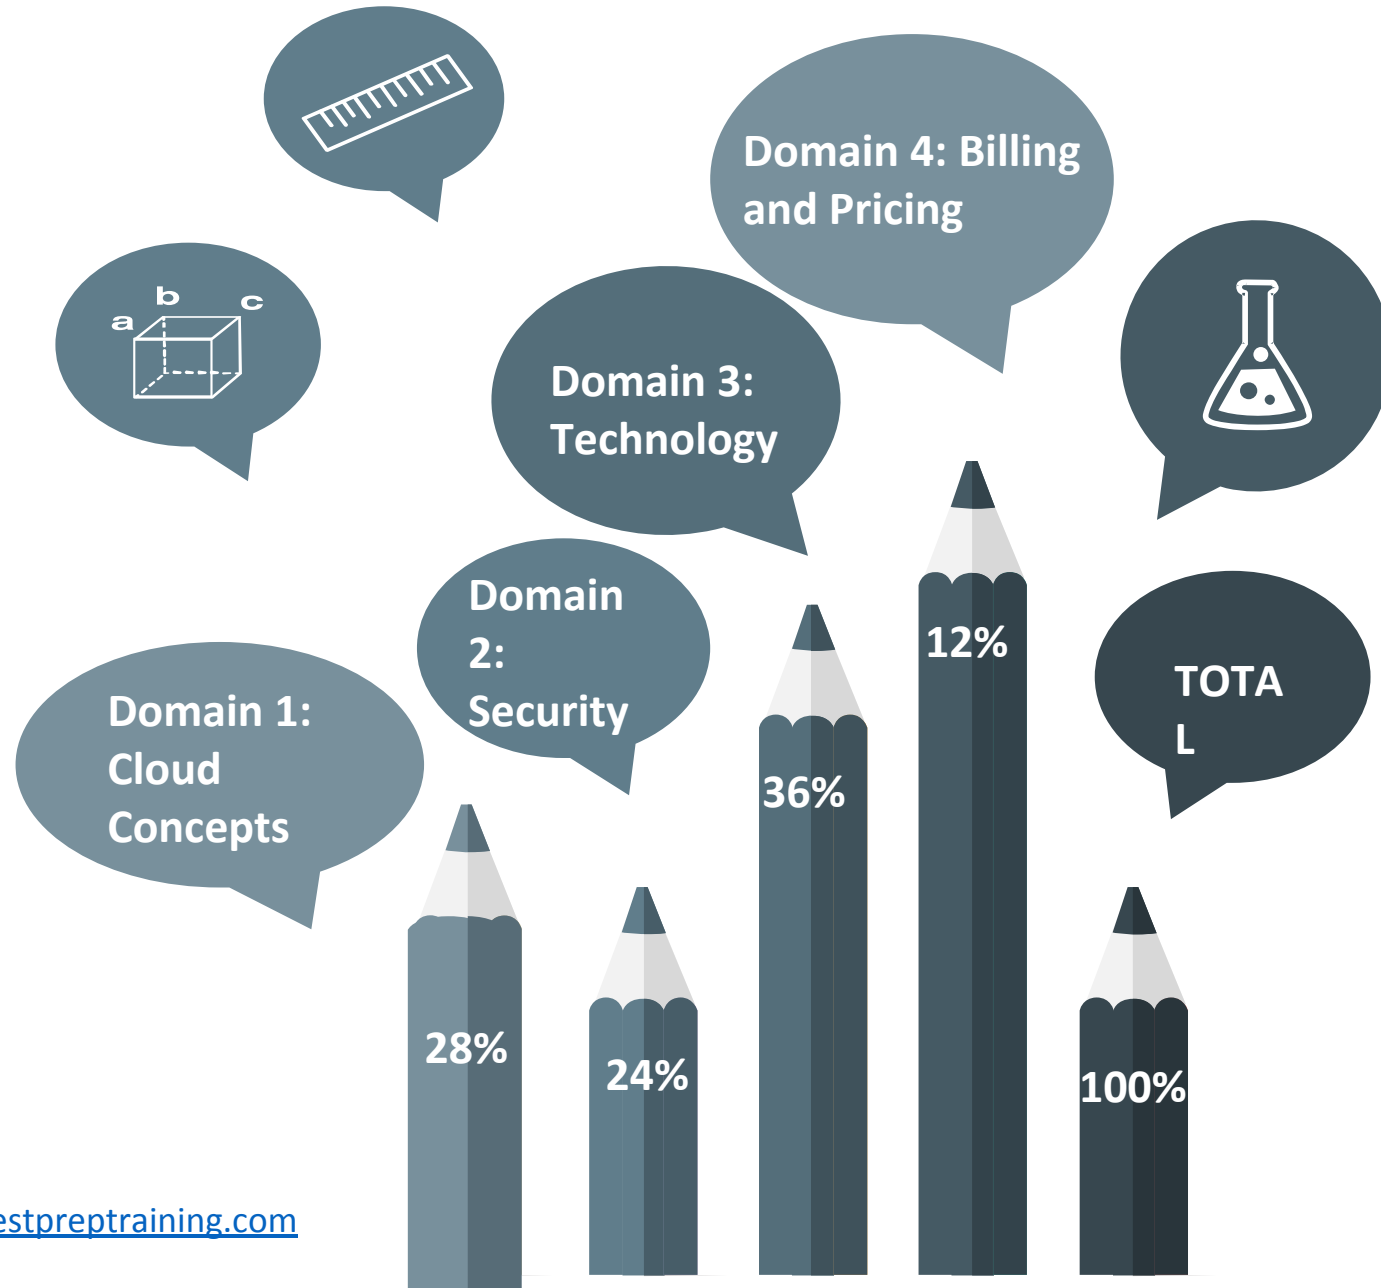 b
a
c
Domain 4: Billing
and Pricing
Domain 3:
Technology
Domain
2:
Security
Domain 1:
Cloud
Concepts
TOTA
L
12%
36%
28%
24%
100%
estpreptraining.com